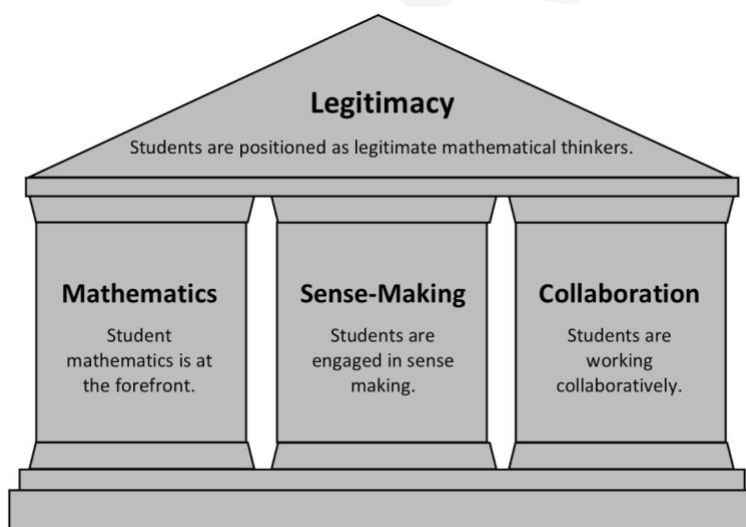 Legitimacy
Students are positioned as legitimate mathematical thinkers.
Mathematics
Student
mathematics is at
the forefront.
Sense-Making
Students are
engaged in sense
making.
Collaboration
Students are
working
collaboratively.